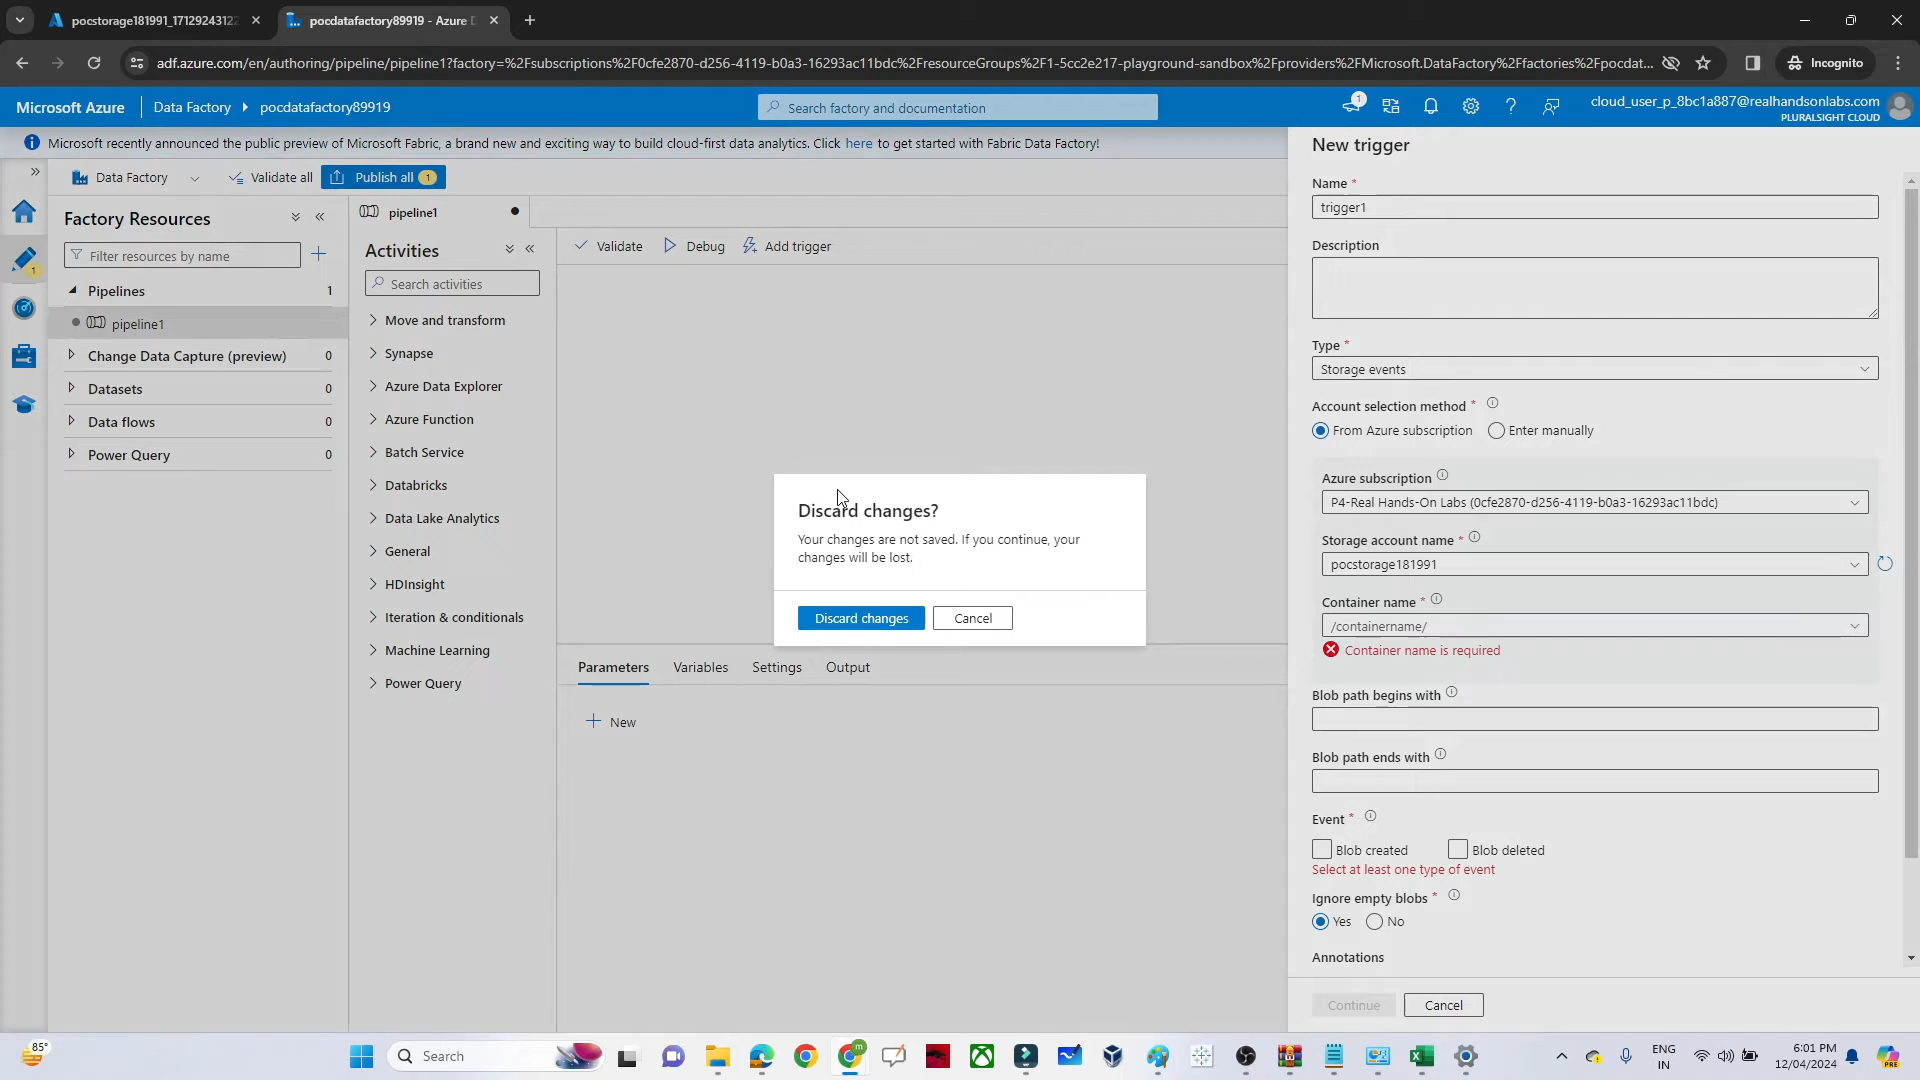 pocstorage181991_17129243122
pocdatafactory89919 - Azure D
adf.azure.com/en/authoring/pipeline/pipeline1?factory=%2Fsubscriptions%2F0cfe2870-d256-4119-b0a3-16293ac11bdc%2FresourceGroups%2F1-5cc2e217-playground-sandbox%2Fproviders%2FMicrosoft.DataFactory%2Ffactories%2Fpocdat...
Incognito
Microsoft Azure
Data Factory
pocdatafactory89919
Search factory and documentation
1
cloud_user_p_8bc1a887@realhandsonlabs.com
PLURALSIGHT CLOUD
Microsoft recently announced the public preview of Microsoft Fabric, a brand new and exciting way to build cloud-first data analytics. Click here to get started with Fabric Data Factory!
Data Factory
Validate all
Publish all 1
Factory Resources
Filter resources by name
1
Pipelines 1
pipeline1
Change Data Capture (preview) 0
Datasets 0
Data flows 0
Power Query 0
pipeline1
Activities
Search activities
Move and transform
Synapse
Azure Data Explorer
Azure Function
Batch Service
Databricks
Data Lake Analytics
General
HDInsight
Iteration & conditionals
Machine Learning
Power Query
Validate
Debug
Add trigger
Discard changes?
Your changes are not saved. If you continue, your
changes will be lost.
Discard changes
Cancel
Parameters
Variables
Settings
Output
New
New trigger
Name *
trigger1
Description
Type *
Storage events
Account selection method *
From Azure subscription
Enter manually
Azure subscription
P4-Real Hands-On Labs (0cfe2870-d256-4119-b0a3-16293ac11bdc)
Storage account name *
pocstorage181991
Container name *
/containername/
Container name is required
Blob path begins with
Blob path ends with
Event *
Blob created
Blob deleted
Select at least one type of event
Ignore empty blobs *
Yes
No
Annotations
Continue
Cancel
85°
Search
m
ENG
IN
6:01 PM
12/04/2024
PRE